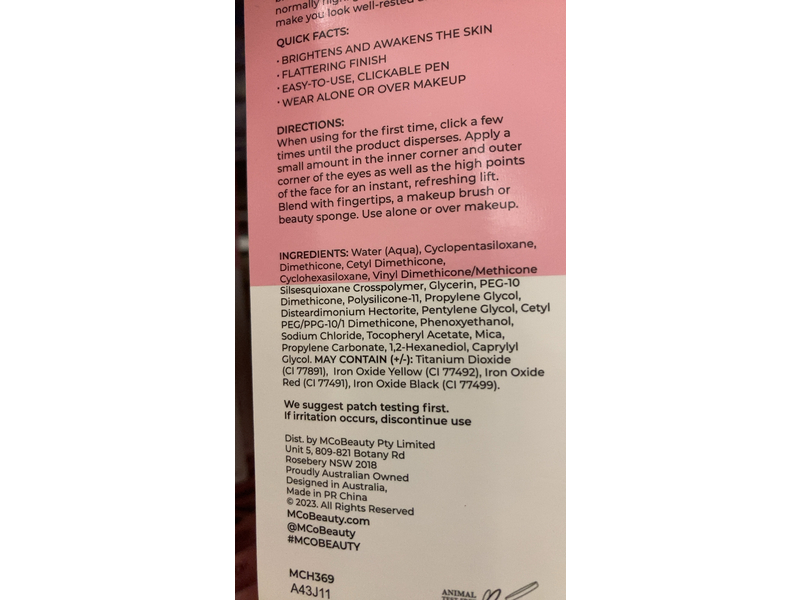 make you look well-rested
QUICK FACTS:
· BRIGHTENS AND AWAKENS THE SKIN
· FLATTERING FINISH
· EASY-TO-USE, CLICKABLE PEN
· WEAR ALONE OR OVER MAKEUP
DIRECTIONS:
When using for the first time, click a few
times until the product disperses. Apply a
small amount in the inner corner and outer
corner of the eyes as well as the high points
of the face for an instant, refreshing lift.
Blend with fingertips, a makeup brush or
beauty sponge. Use alone or over makeup.
INGREDIENTS: Water (Aqua), Cyclopentasiloxane,
Dimethicone, Cetyl Dimethicone,
Cyclohexasiloxane, Vinyl Dimethicone/Methicone
Silsesquioxane Crosspolymer, Glycerin, PEG-10
Dimethicone, Polysilicone-11, Propylene Glycol,
Disteardimonium Hectorite, Pentylene Glycol, Cetyl
PEG/PPG-10/1 Dimethicone, Phenoxyethanol,
Sodium Chloride, Tocopheryl Acetate, Mica,
Propylene Carbonate, 1,2-Hexanediol, Caprylyl
Glycol. MAY CONTAIN (+/-): Titanium Dioxide
(CI 77891), Iron Oxide Yellow (CI 77492), Iron Oxide
Red (CI 77491), Iron Oxide Black (CI 77499).
We suggest patch testing first.
If irritation occurs, discontinue use
Dist. by MCoBeauty Pty Limited
Unit 5, 809-821 Botany Rd
Rosebery NSW 2018
Proudly Australian Owned
Designed in Australia,
Made in PR China
© 2023. All Rights Reserved
MCoBeauty.com
@MCoBeauty
#MCOBEAUTY
MCH369
A43J11
ANIMAL